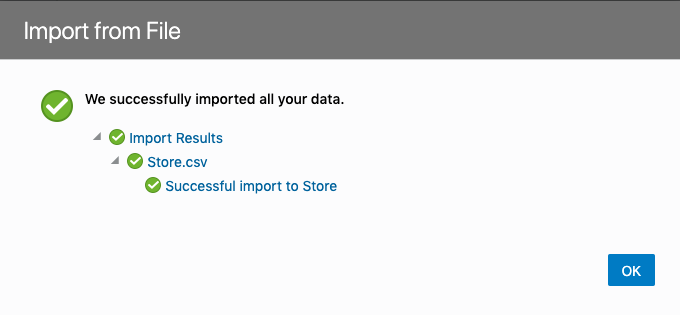 Import from File
We successfully imported all your data.
Import Results
Store.csv
Successful import to Store
OK